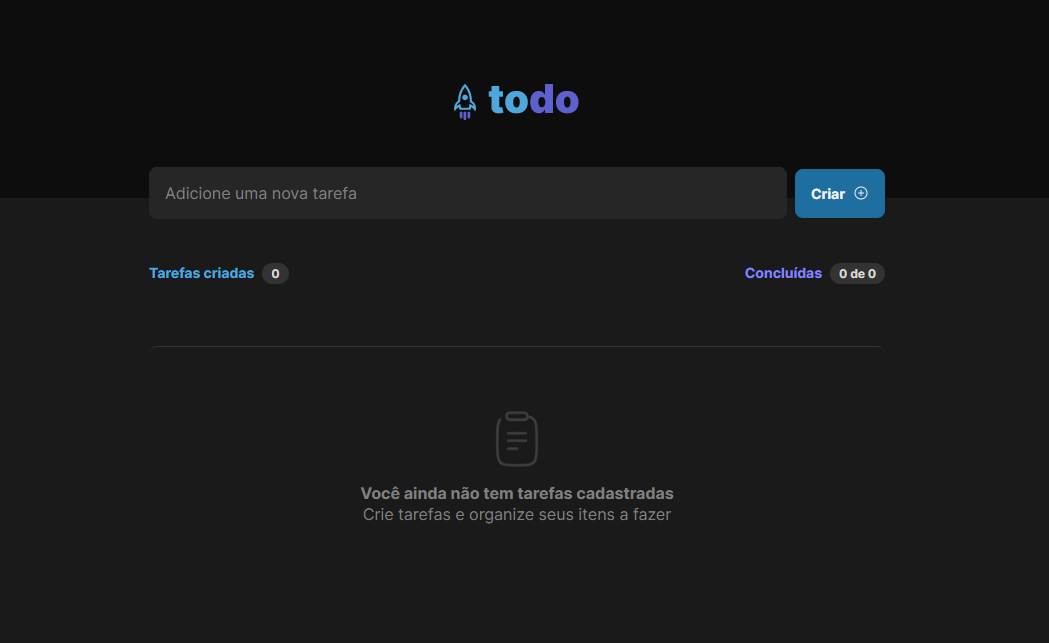 todo
Adicione uma nova tarefa
Criar
Tarefas criadas 0
Concluídas 0 de 0
Você ainda não tem tarefas cadastradas
Crie tarefas e organize seus itens a fazer